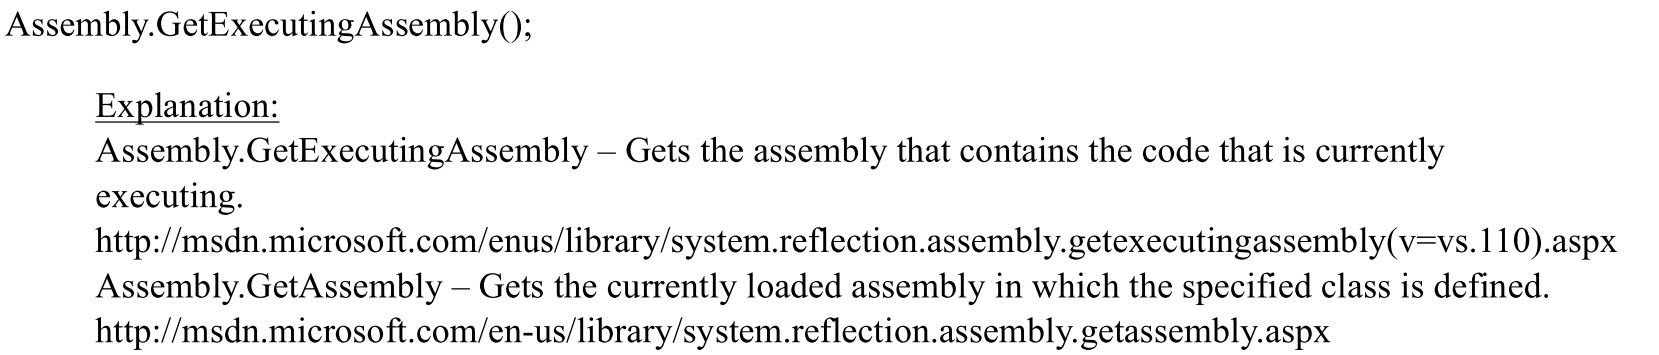 Assembly.GetExecutingAssembly();
Explanation:
Assembly.GetExecutingAssembly – Gets the assembly that contains the code that is currently
executing.
http://msdn.microsoft.com/enus/library/system.reflection.assembly.getexecutingassembly(v=vs.110).aspx
Assembly.GetAssembly – Gets the currently loaded assembly in which the specified class is defined.
http://msdn.microsoft.com/en-us/library/system.reflection.assembly.getassembly.aspx